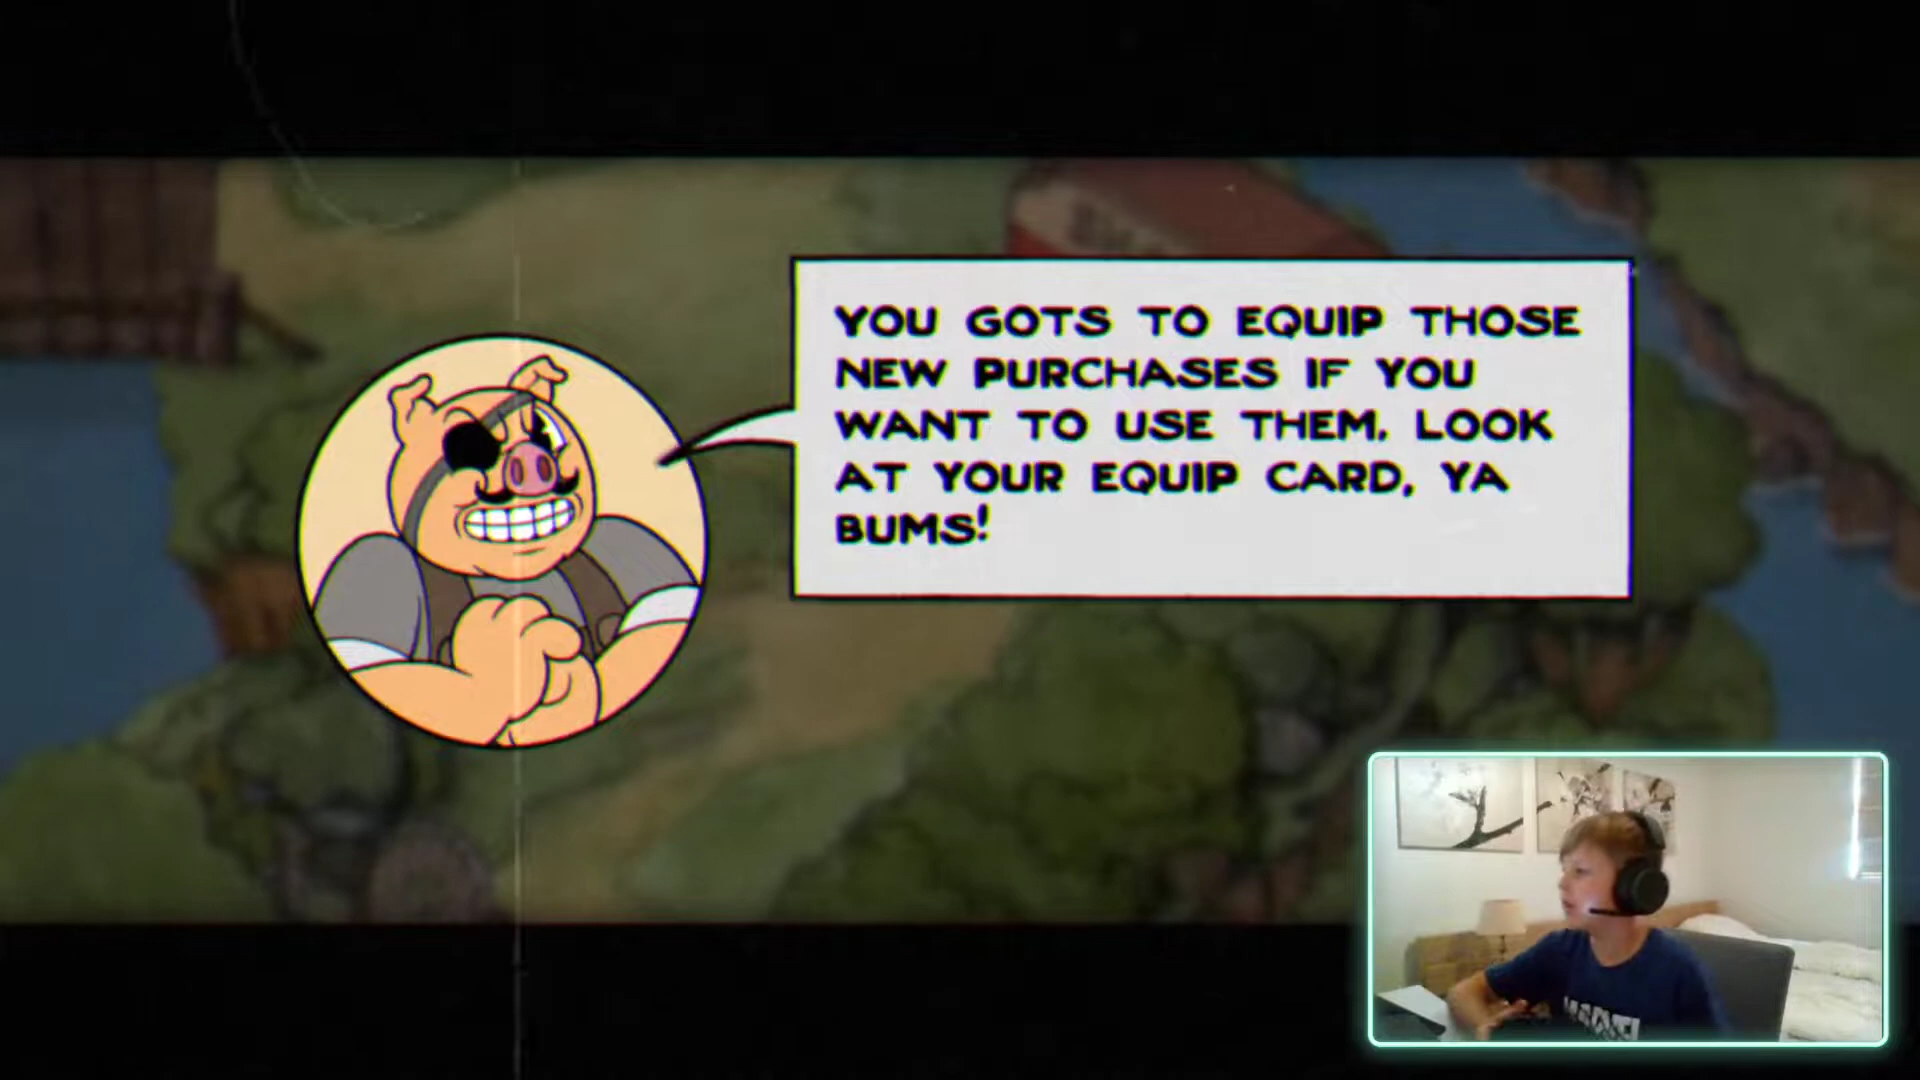 YOU GOTS TO EQUIP THOSE
NEW PURCHASES IF YOU
WANT TO USE THEM. LOOK
AT YOUR EQUIP CARD, YA
BUMS!